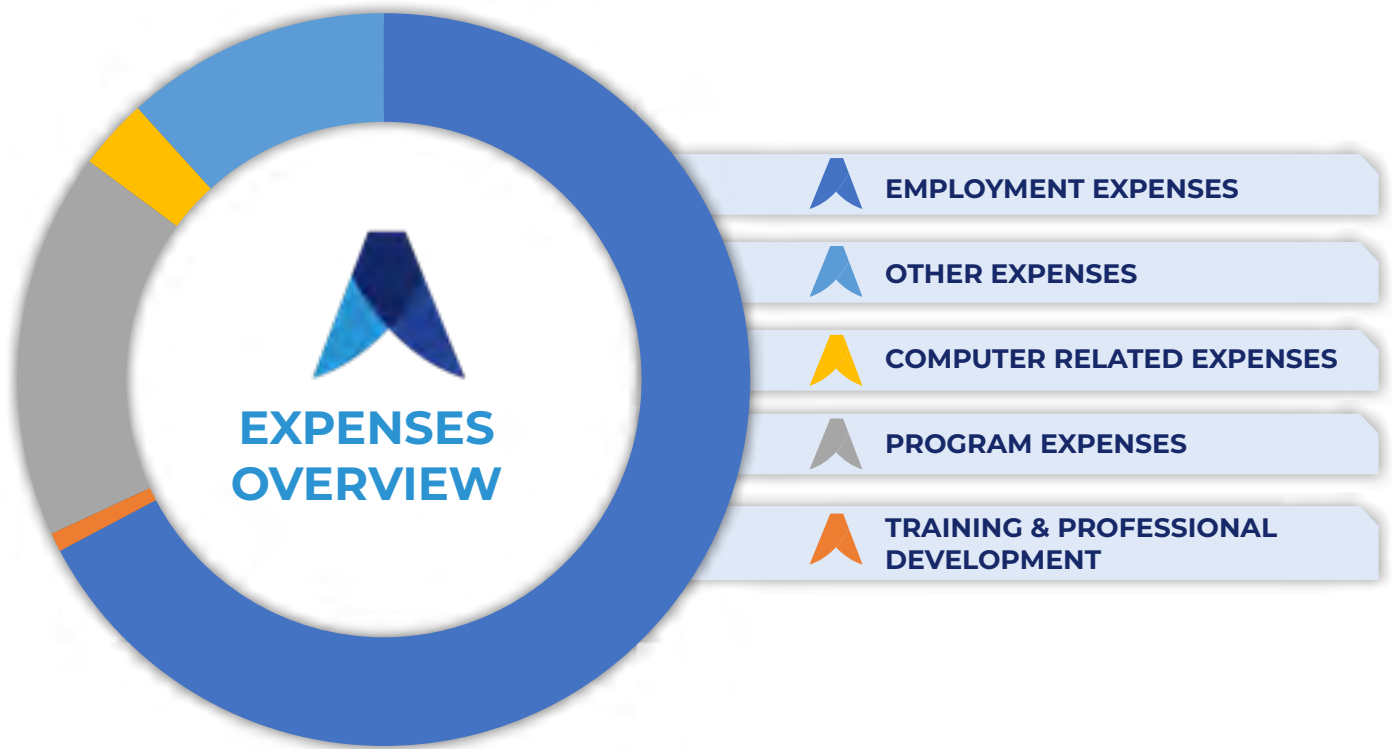 EXPENSES
OVERVIEW
EMPLOYMENT EXPENSES
OTHER EXPENSES
COMPUTER RELATED EXPENSES
PROGRAM EXPENSES
TRAINING & PROFESSIONAL
DEVELOPMENT